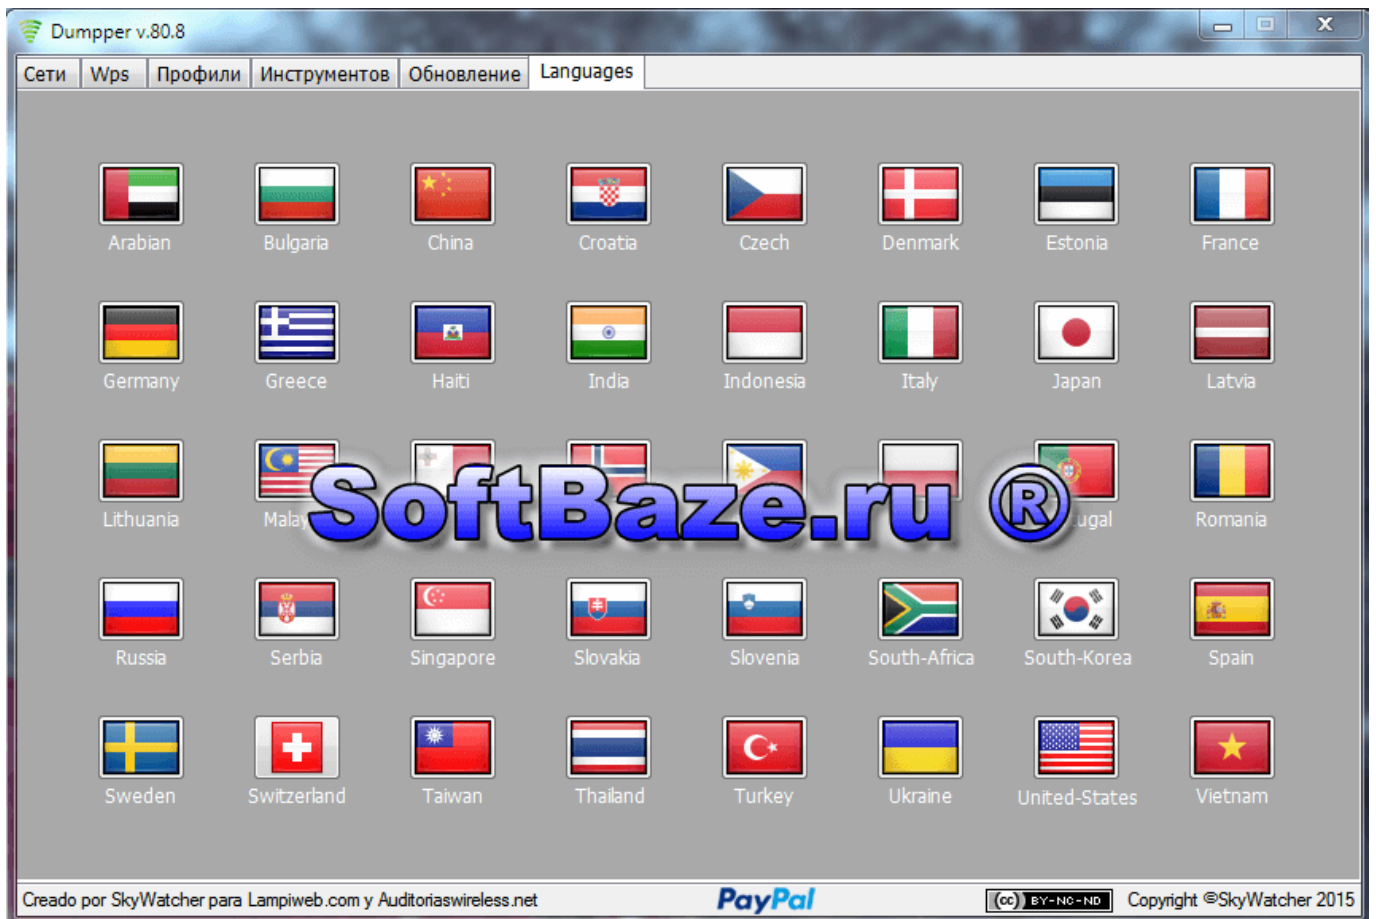 Dumpper v.80.8
Сети Wps Профили Инструментов Обновление Languages
Arabian Bulgaria China Croatia Czech Denmark Estonia France
Germany Greece Haiti India Indonesia Italy Japan Latvia
SoftBaze.ru ®
Lithuania Romania
Russia Serbia Singapore Slovakia Slovenia South-Africa South-Korea Spain
Sweden Switzerland Taiwan Thailand Turkey Ukraine United-States Vietnam
Creado por SkyWatcher para Lampiweb.com y Auditoriaswireless.net PayPal (cc) BY-NC-ND Copyright ©SkyWatcher 2015